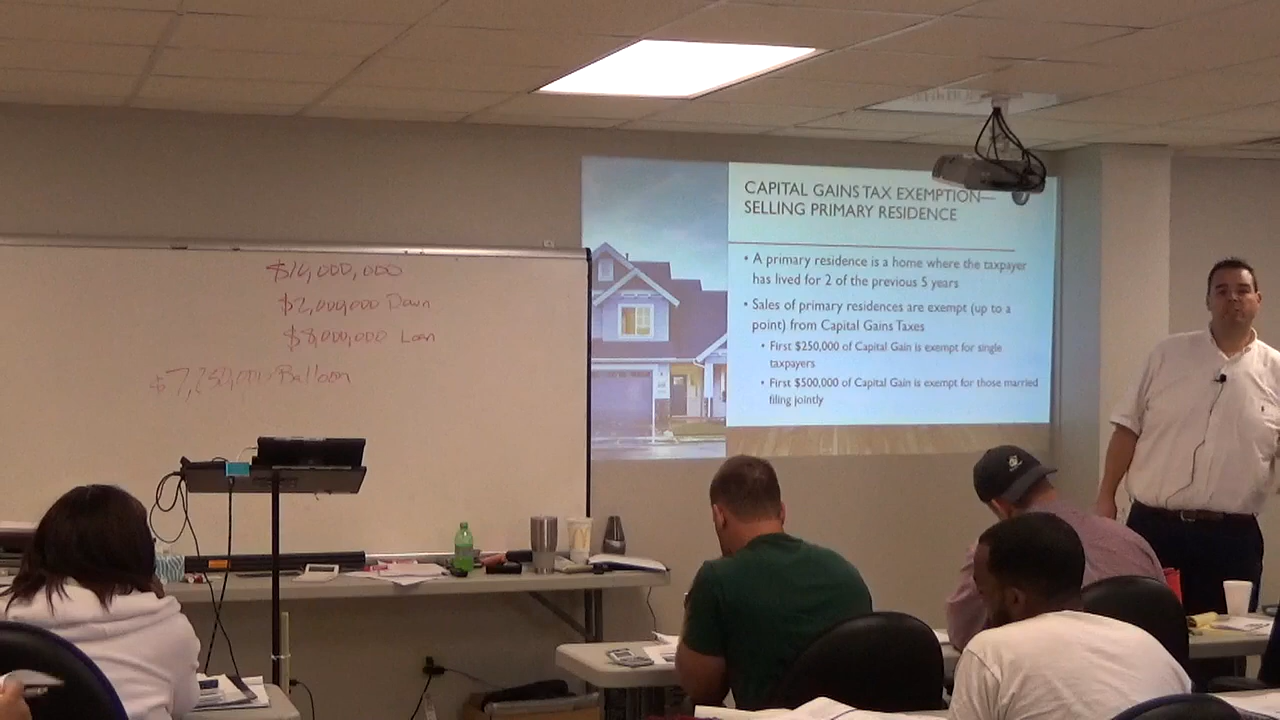 $2,000,000 Down
$8,000,000 Loan
Balloon
CAPITAL GAINS TAX EXEMPTION—
SELLING PRIMARY RESIDENCE
• A primary residence is a home where the taxpayer
has lived for 2 of the previous 5 years
• Sales of primary residences are exempt (up to a
point) from Capital Gains Taxes
• First $250,000 of Capital Gain is exempt for single
taxpayers
• First $500,000 of Capital Gain is exempt for those married
filing jointly